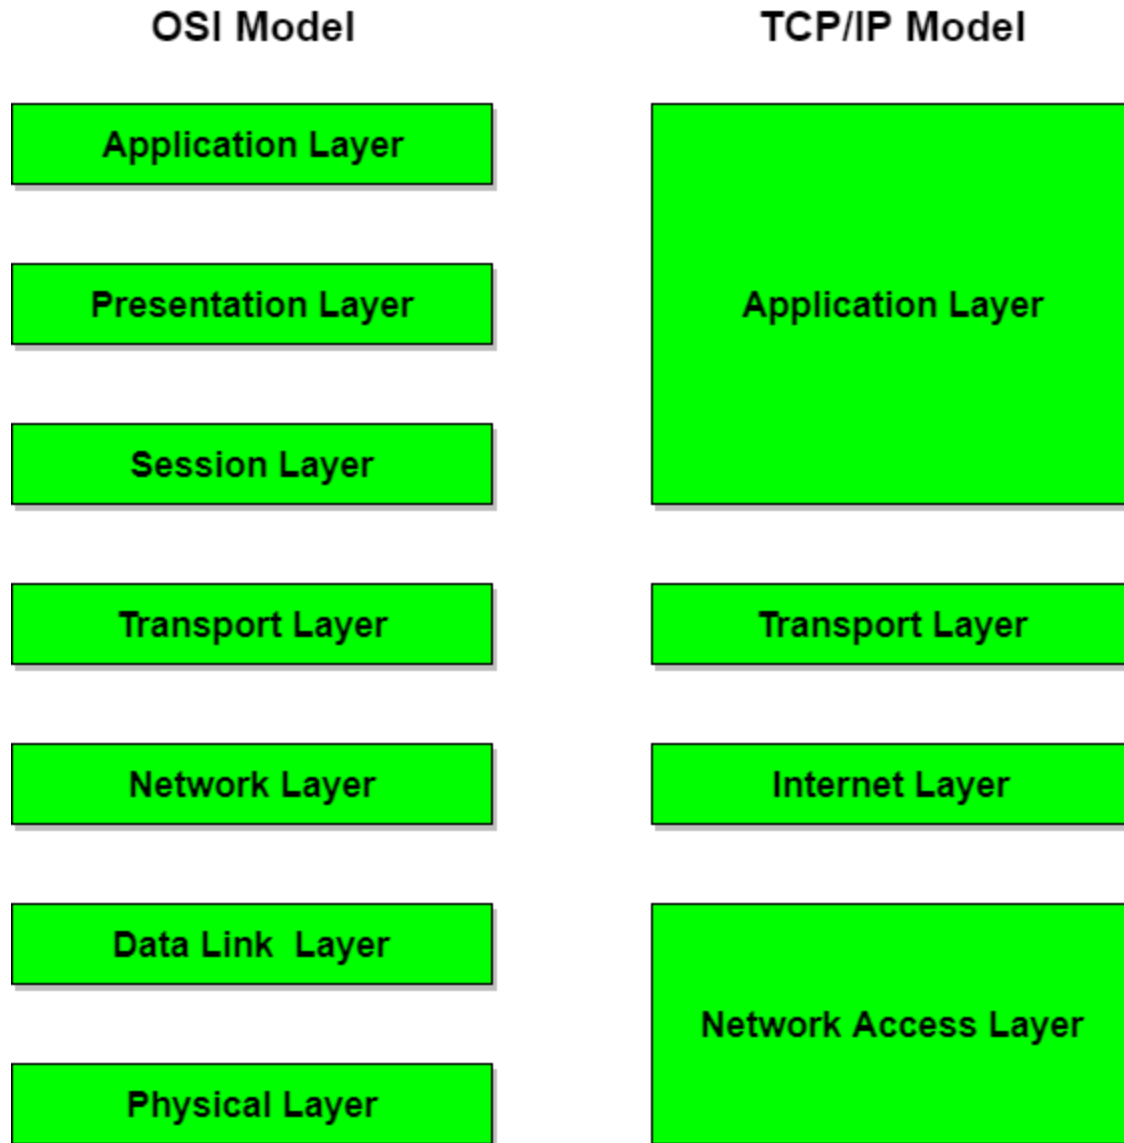 OSI Model
TCP/IP Model
Application Layer
Presentation Layer
Session Layer
Transport Layer
Network Layer
Data Link  Layer
Physical Layer
Application Layer
Transport Layer
Internet Layer
Network Access Layer